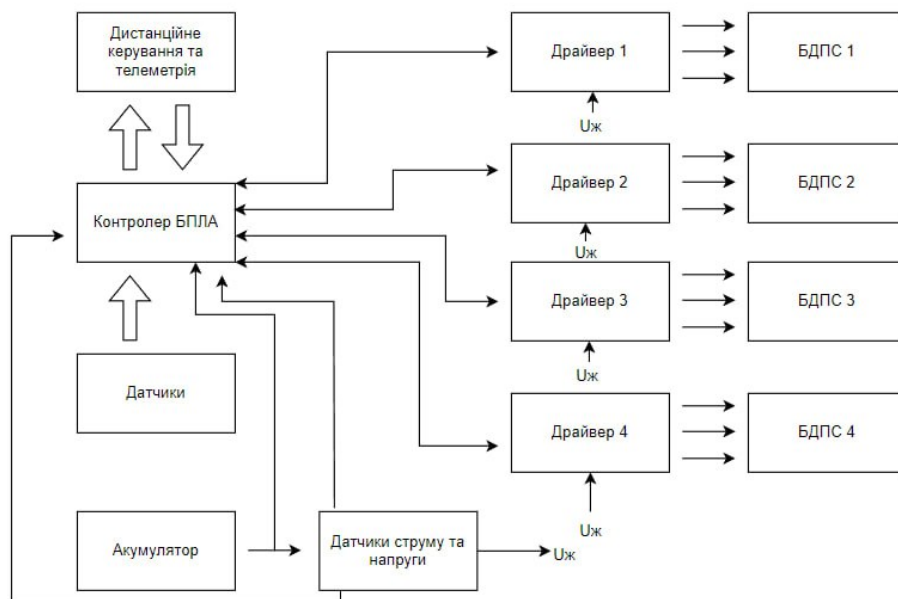 Дистанційне
керування та
телеметрія
Драйвер 1
БДПС 1
Uж
Контролер БПЛА
Драйвер 2
БДПС 2
Uж
Драйвер 3
БДПС 3
Uж
Датчики
Драйвер 4
БДПС 4
Uж
Акумулятор
Датчики струму та
напруги
Uж